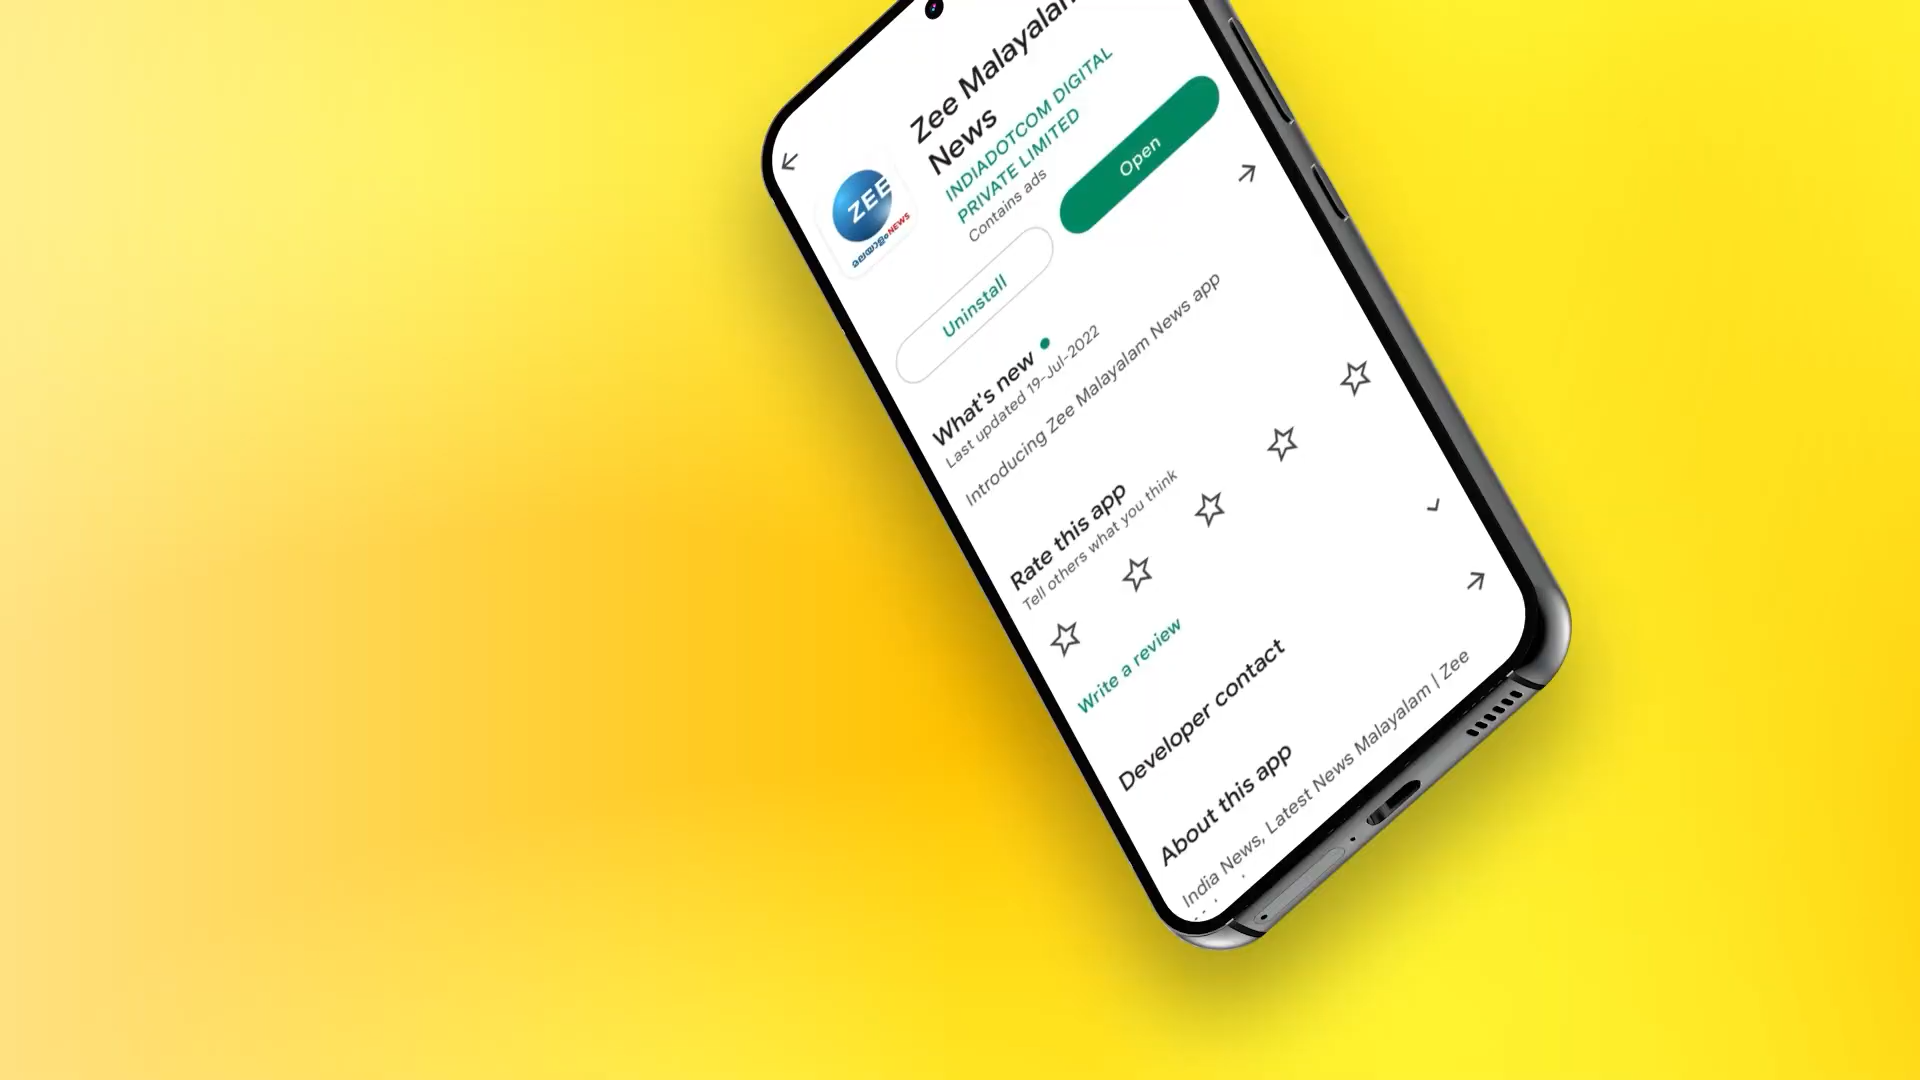 Zee Malayalam
News
INDIADOTCOM DIGITAL
PRIVATE LIMITED
Contains ads
ZEE
മലയാളം NEWS
Uninstall
Open
What's new
Last updated 19-Jul-2022
Introducing Zee Malayalam News app
Rate this app
Tell others what you think
Write a review
Developer contact
About this app
India News, Latest News Malayalam | Zee